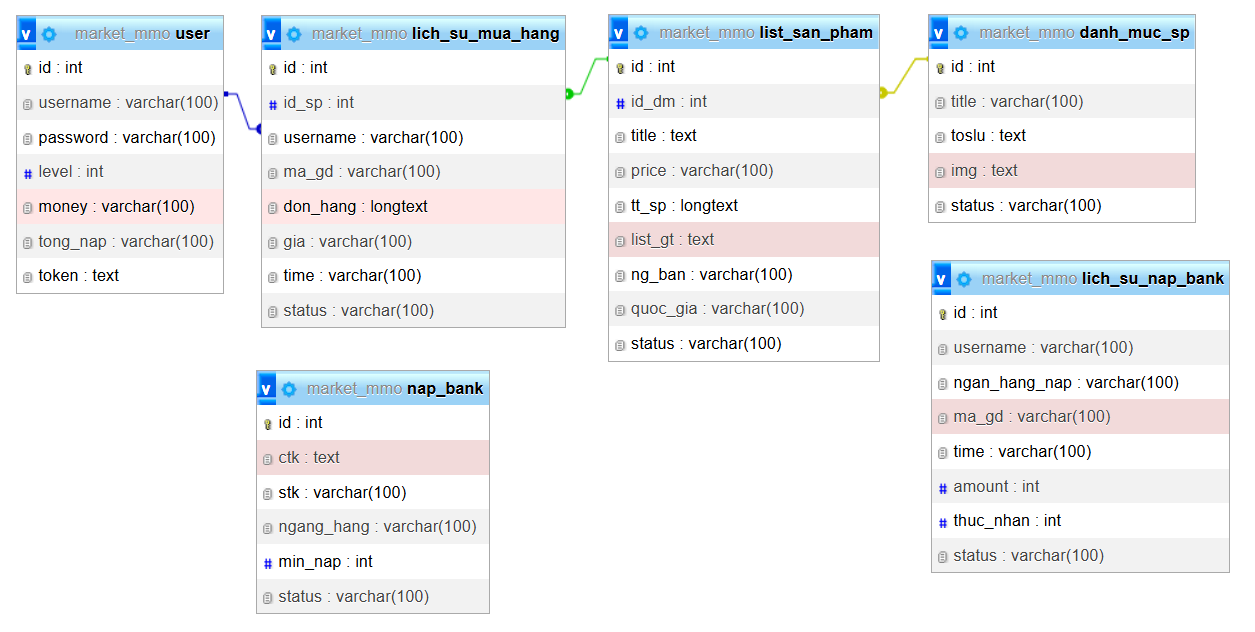 market_mmo user
id : int
username : varchar(100)
password : varchar(100)
level : int
money : varchar(100)
tong_nap : varchar(100)
token : text
market_mmo lich_su_mua_hang
id : int
id_sp : int
username : varchar(100)
ma_gd : varchar(100)
don_hang : longtext
gia : varchar(100)
time : varchar(100)
status : varchar(100)
market_mmo list_san_pham
id : int
id_dm : int
title : text
price : varchar(100)
tt_sp : longtext
list_gt : text
ng_ban : varchar(100)
quoc_gia : varchar(100)
status : varchar(100)
market_mmo danh_muc_sp
id : int
title : varchar(100)
toslu : text
img : text
status : varchar(100)
market_mmo nap_bank
id : int
ctk : text
stk : varchar(100)
ngang_hang : varchar(100)
min_nap : int
status : varchar(100)
market_mmo lich_su_nap_bank
id : int
username : varchar(100)
ngan_hang_nap : varchar(100)
ma_gd : varchar(100)
time : varchar(100)
amount : int
thuc_nhan : int
status : varchar(100)